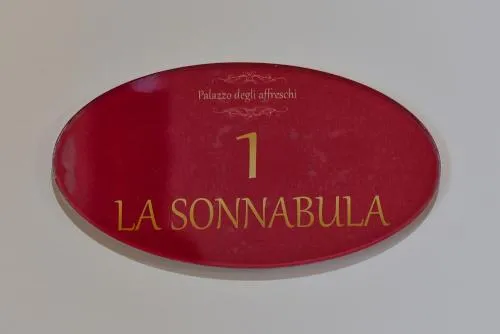 Palazzo degli affreschi
1
LA SONNABULA